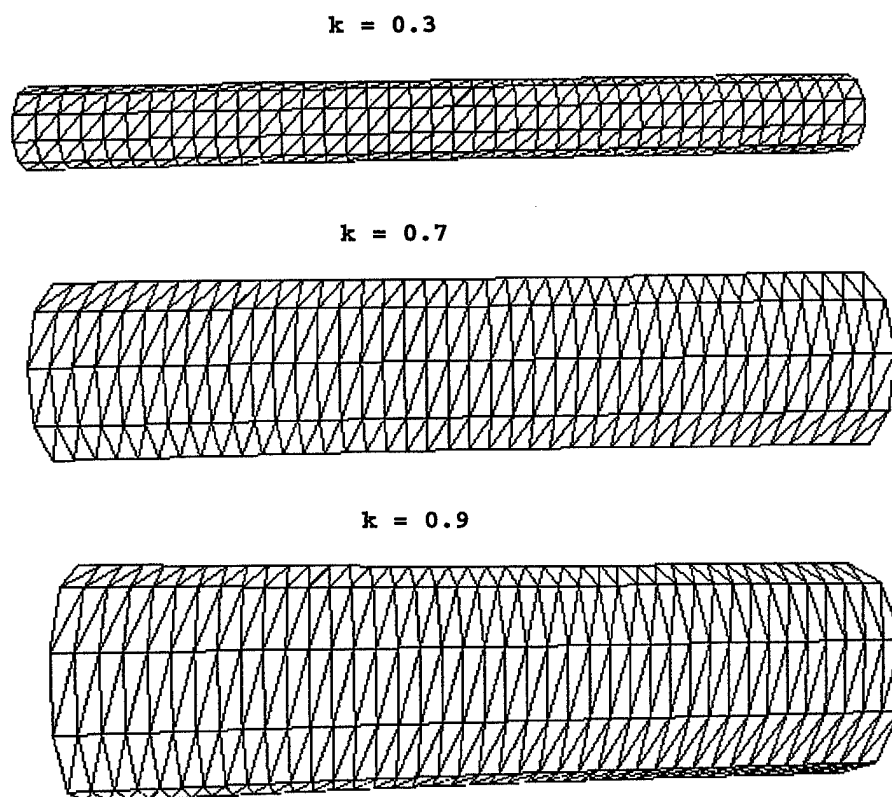 k = 0.3
k = 0.7
k = 0.9